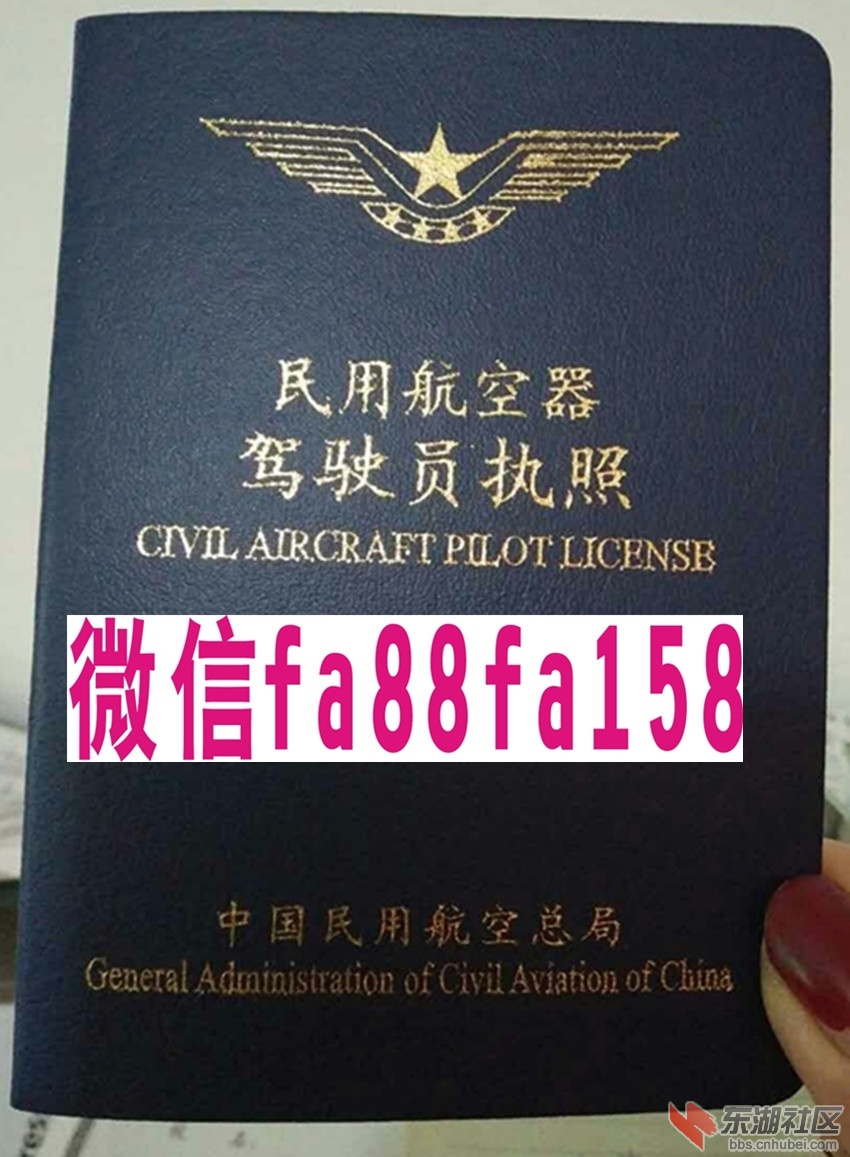 民用航空器
驾驶员执照
CIVIL AIRCRAFT PILOT LICENSE
微信fa88fa158
中国民用航空总局
General Administration of Civil Aviation of China
东湖社区
bbs.cnhubei.com